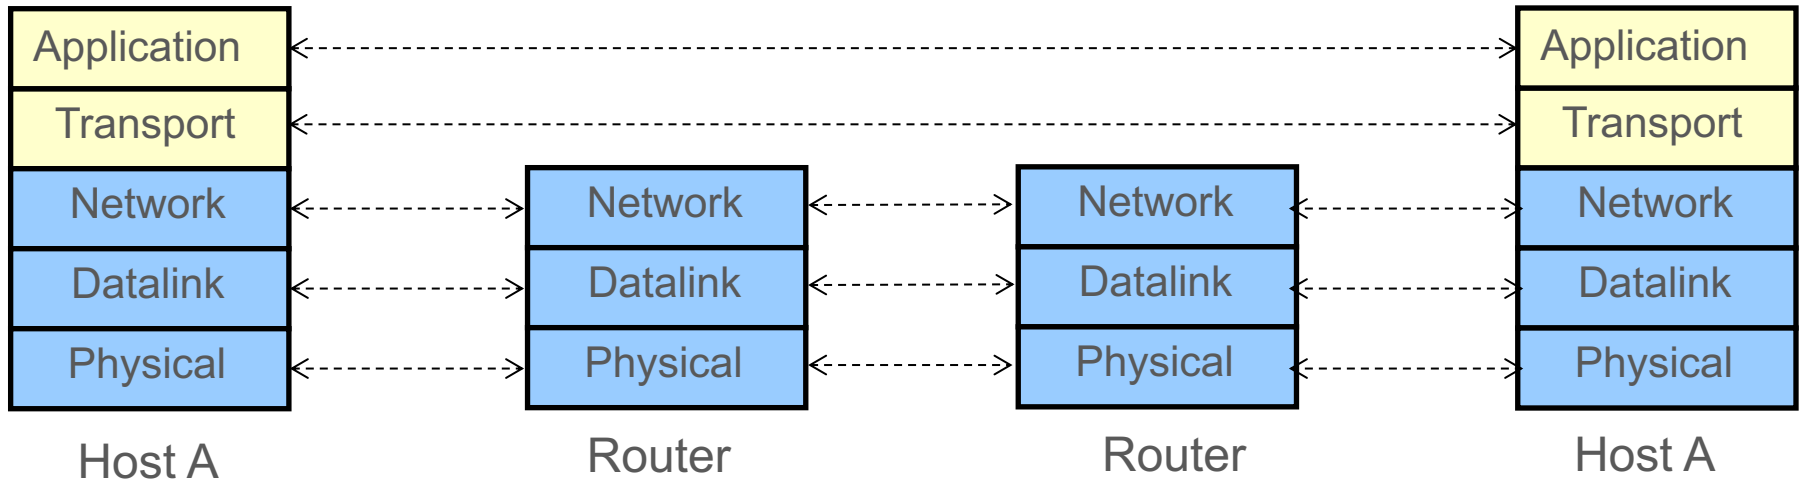 Application
Application
Transport
Transport
Network
Network
Network
Network
Datalink
Datalink
Datalink
Datalink
Physical
Physical
Physical
Physical
Host A
Router
Router
Host A